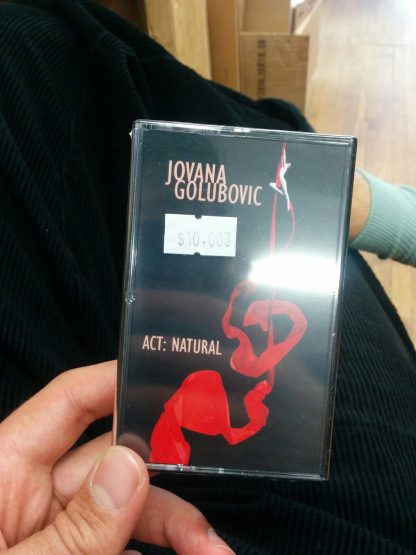 JOVANA
GOLUBOVIC
$10.00
ACT: NATURAL